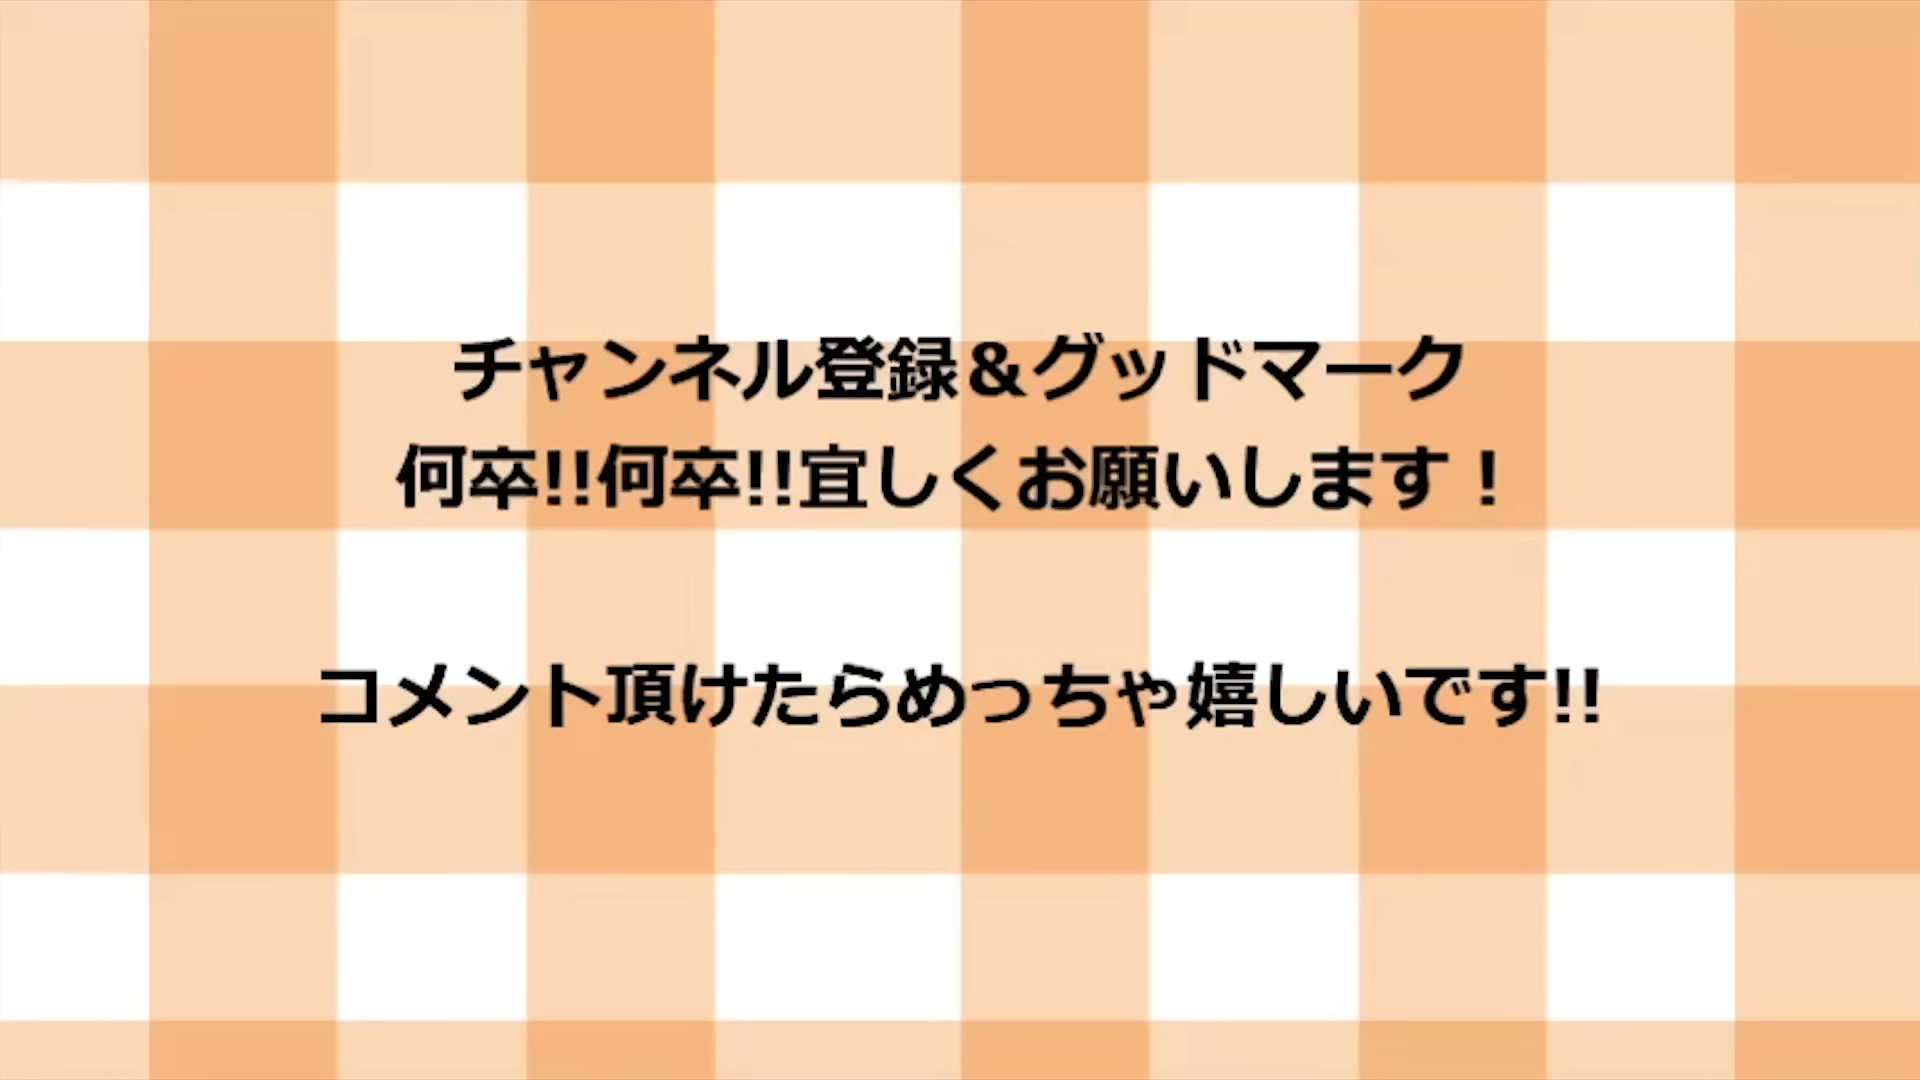 チャンネル登録＆グッドマーク
何卒!!何卒!!宜しくお願いします！
コメント頂けたらめっちゃ嬉しいです!!